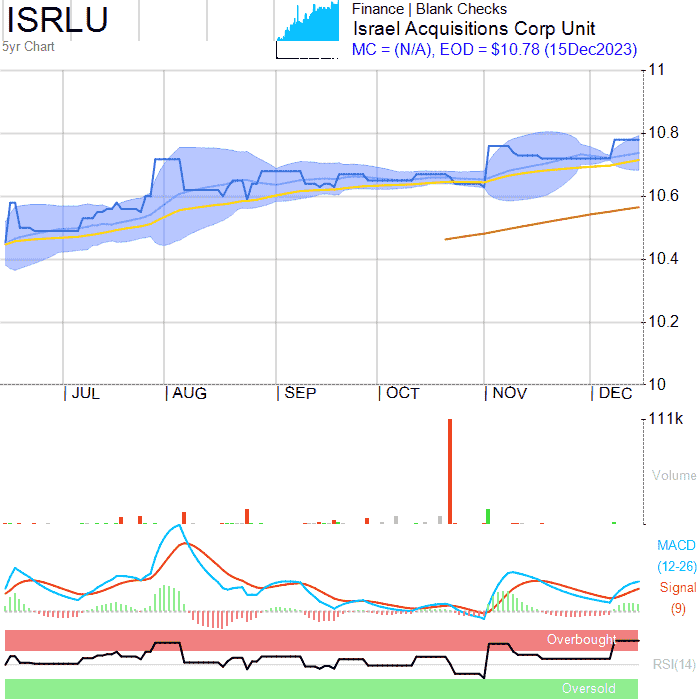 ISRLU
5yr Chart
Finance | Blank Checks
Israel Acquisitions Corp Unit
MC = (N/A), EOD = $10.78 (15Dec2023)
11
10.8
10.6
10.4
10.2
10
JUL AUG SEP OCT NOV DEC
111k
Volume
MACD
(12-26)
Signal
(9)
Overbought
RSI(14)
Oversold